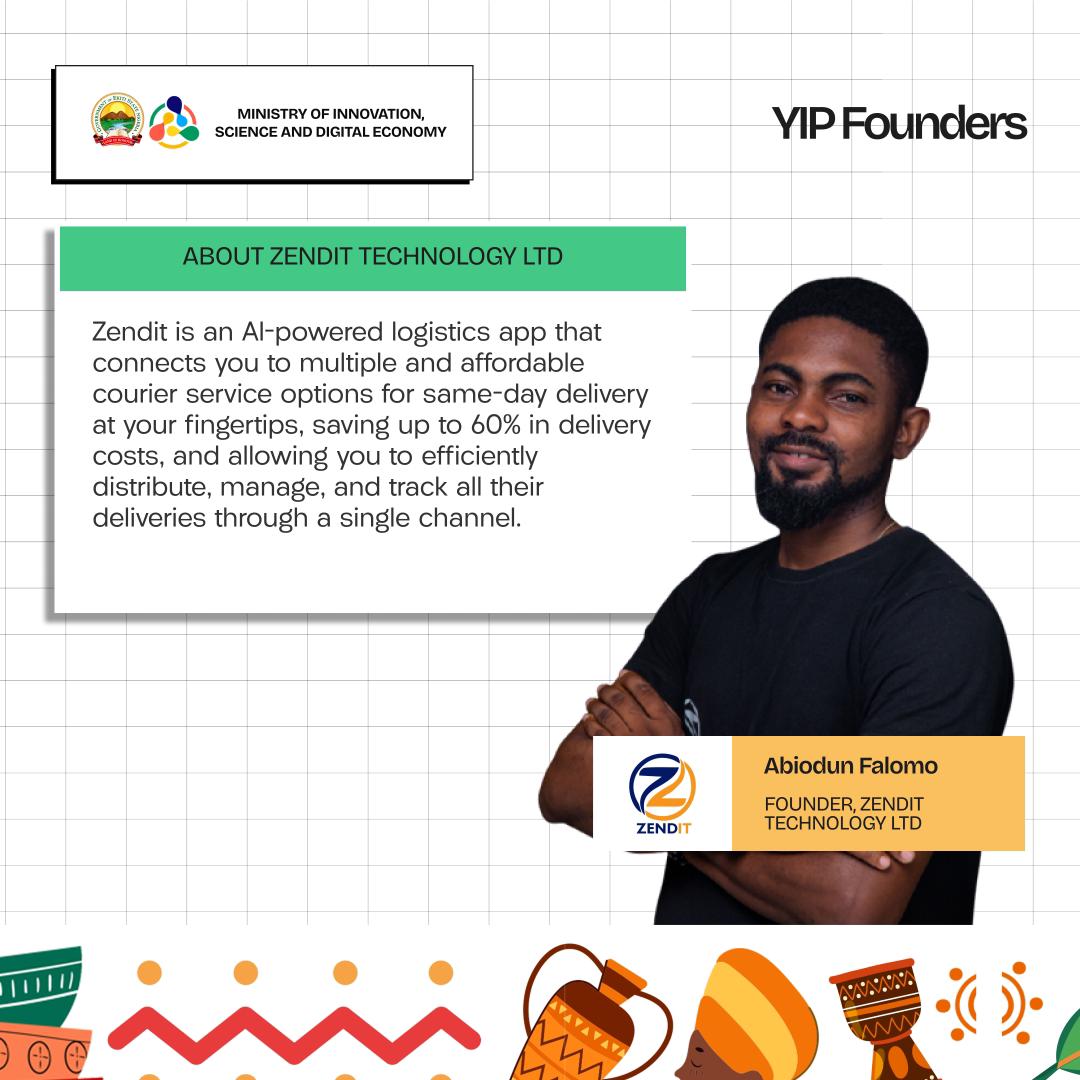 MINISTRY OF INNOVATION,
SCIENCE AND DIGITAL ECONOMY
YIP Founders
ABOUT ZENDIT TECHNOLOGY LTD
Zendit is an AI-powered logistics app that
connects you to multiple and affordable
courier service options for same-day delivery
at your fingertips, saving up to 60% in delivery
costs, and allowing you to efficiently
distribute, manage, and track all their
deliveries through a single channel.
ZENDIT
Abiodun Falomo
FOUNDER, ZENDIT
TECHNOLOGY LTD